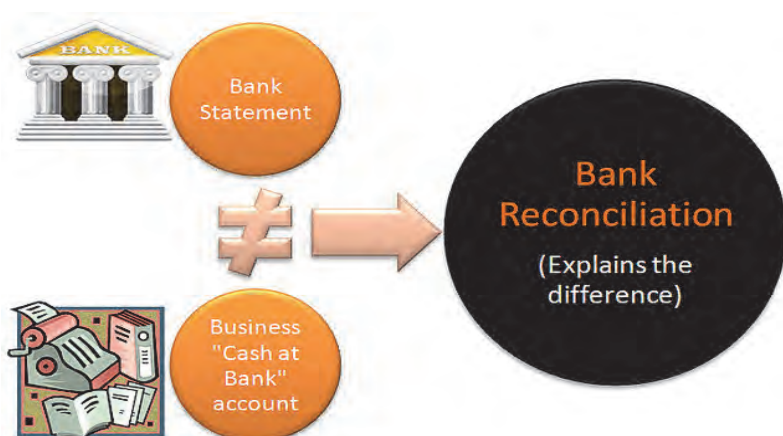 BANK
Bank
Statement
≠
Business
"Cash at
Bank"
account
Bank
Reconciliation
(Explains the
difference)